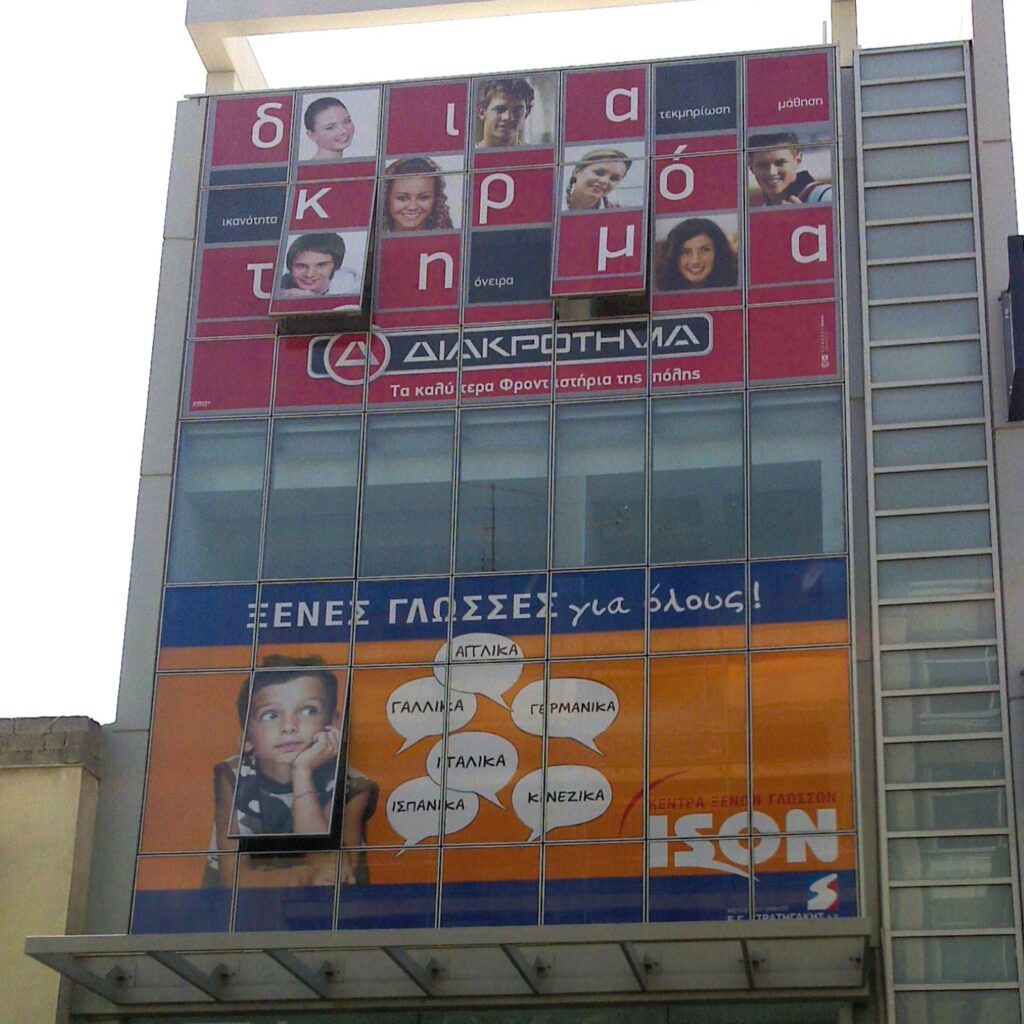 δ ι α τεκμηρίωση μάθηση
ικανότητα κ ρ ό
τ η όνειρα μ α
ΔΙΑΚΡΟΤΗΜΑ
Τα καλύτερα Φροντιστήρια της πόλης
ΞΕΝΕΣ ΓΛΩΣΣΕΣ για όλους!
ΑΓΓΛΙΚΑ
ΓΑΛΛΙΚΑ
ΓΕΡΜΑΝΙΚΑ
ΙΤΑΛΙΚΑ
ΙΣΠΑΝΙΚΑ
ΚΙΝΕΖΙΚΑ
ΚΕΝΤΡΑ ΞΕΝΩΝ ΓΛΩΣΣΩΝ
ΙΣΟΝ
ΣΤΡΑΤΗΓΑΚΗΣ